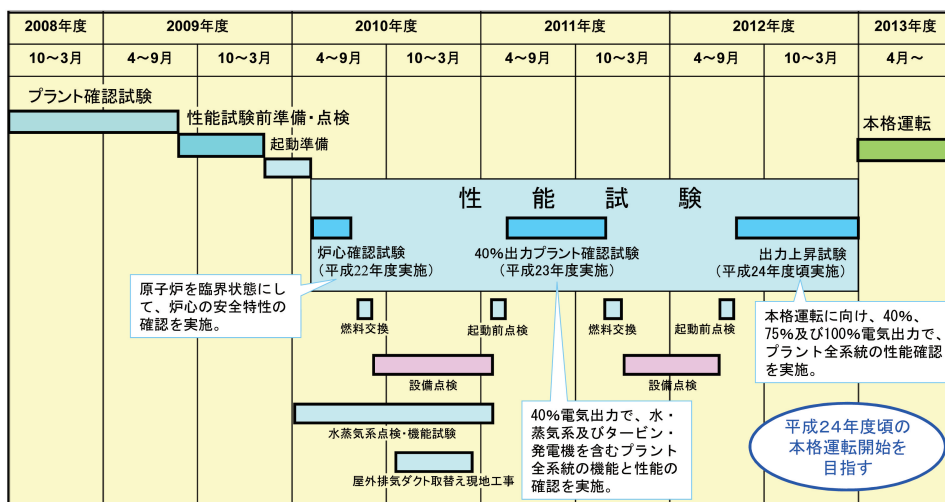 2008年度 2009年度 2010年度 2011年度 2012年度 2013年度
10～3月 4～9月 10～3月 4～9月 10～3月 4～9月 10～3月 4～9月 10～3月 4月～
プラント確認試験
性能試験前準備・点検
起動準備
本格運転
性能試験
炉心確認試験
（平成22年度実施）
40%出力プラント確認試験
（平成23年度実施）
出力上昇試験
（平成24年度頃実施）
原子炉を臨界状態にし
て、炉心の安全特性の
確認を実施。
燃料交換
起動前点検
燃料交換
起動前点検
本格運転に向け、40%、
75%及び100%電気出力で、
プラント全系統の性能確認
を実施。
設備点検
設備点検
水蒸気系点検・機能試験
屋外排気ダクト取替え現地工事
40%電気出力で、水・
蒸気系及びタービン・
発電機を含むプラント
全系統の機能と性能の
確認を実施。
平成24年度頃の
本格運転開始を
目指す